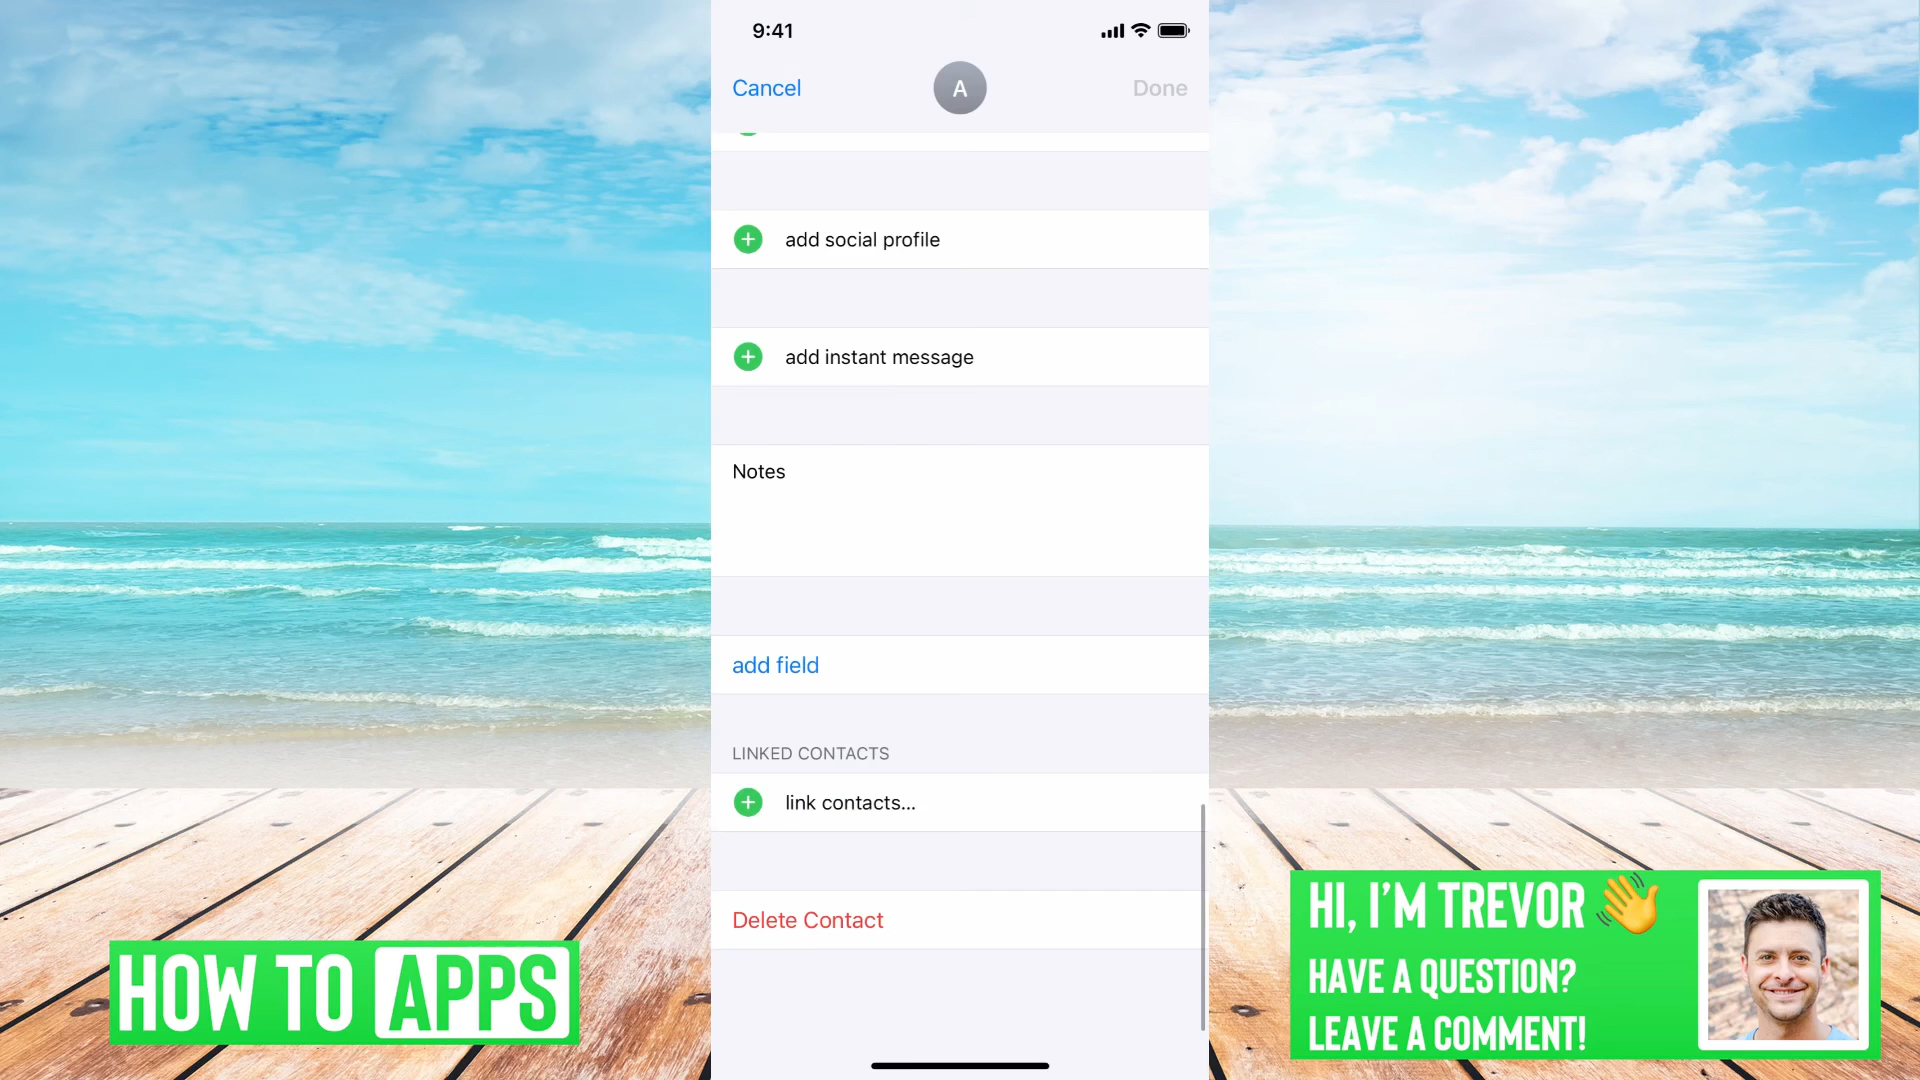 9:41
Cancel
A
Done
add social profile
add instant message
Notes
add field
LINKED CONTACTS
link contacts...
Delete Contact
HOW TO APPS
HI, I'M TREVOR
HAVE A QUESTION?
LEAVE A COMMENT!